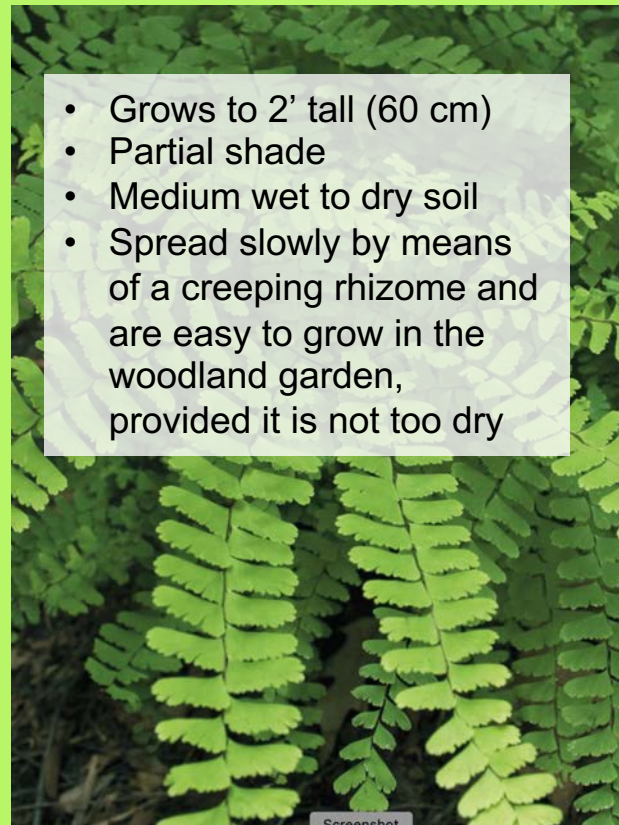 • Grows to 2’ tall (60 cm)
• Partial shade
• Medium wet to dry soil
• Spread slowly by means
of a creeping rhizome and
are easy to grow in the
woodland garden,
provided it is not too dry
Screenshot